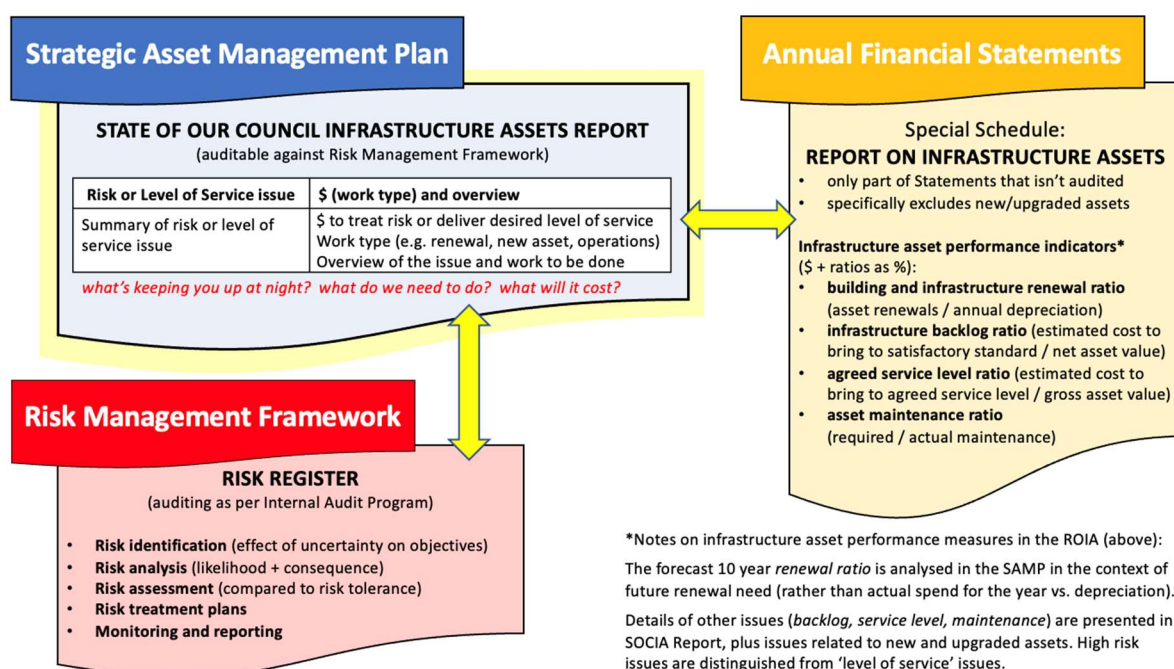 Strategic Asset Management Plan
STATE OF OUR COUNCIL INFRASTRUCTURE ASSETS REPORT
(auditable against Risk Management Framework)
Risk or Level of Service issue
$ (work type) and overview
Summary of risk or level of
service issue
$ to treat risk or deliver desired level of service
Work type (e.g. renewal, new asset, operations)
Overview of the issue and work to be done
what's keeping you up at night? what do we need to do? what will it cost?
Annual Financial Statements
Special Schedule:
REPORT ON INFRASTRUCTURE ASSETS
• only part of Statements that isn't audited
• specifically excludes new/upgraded assets
Infrastructure asset performance indicators*
($ + ratios as %):
• building and infrastructure renewal ratio
(asset renewals / annual depreciation)
• infrastructure backlog ratio (estimated cost to
bring to satisfactory standard / net asset value)
• agreed service level ratio (estimated cost to
bring to agreed service level / gross asset value)
• asset maintenance ratio
(required / actual maintenance)
Risk Management Framework
RISK REGISTER
(auditing as per Internal Audit Program)
• Risk identification (effect of uncertainty on objectives)
• Risk analysis (likelihood + consequence)
• Risk assessment (compared to risk tolerance)
• Risk treatment plans
• Monitoring and reporting
*Notes on infrastructure asset performance measures in the ROIA (above):
The forecast 10 year renewal ratio is analysed in the SAMP in the context of
future renewal need (rather than actual spend for the year vs. depreciation).
Details of other issues (backlog, service level, maintenance) are presented in
SOCIA Report, plus issues related to new and upgraded assets. High risk
issues are distinguished from 'level of service' issues.